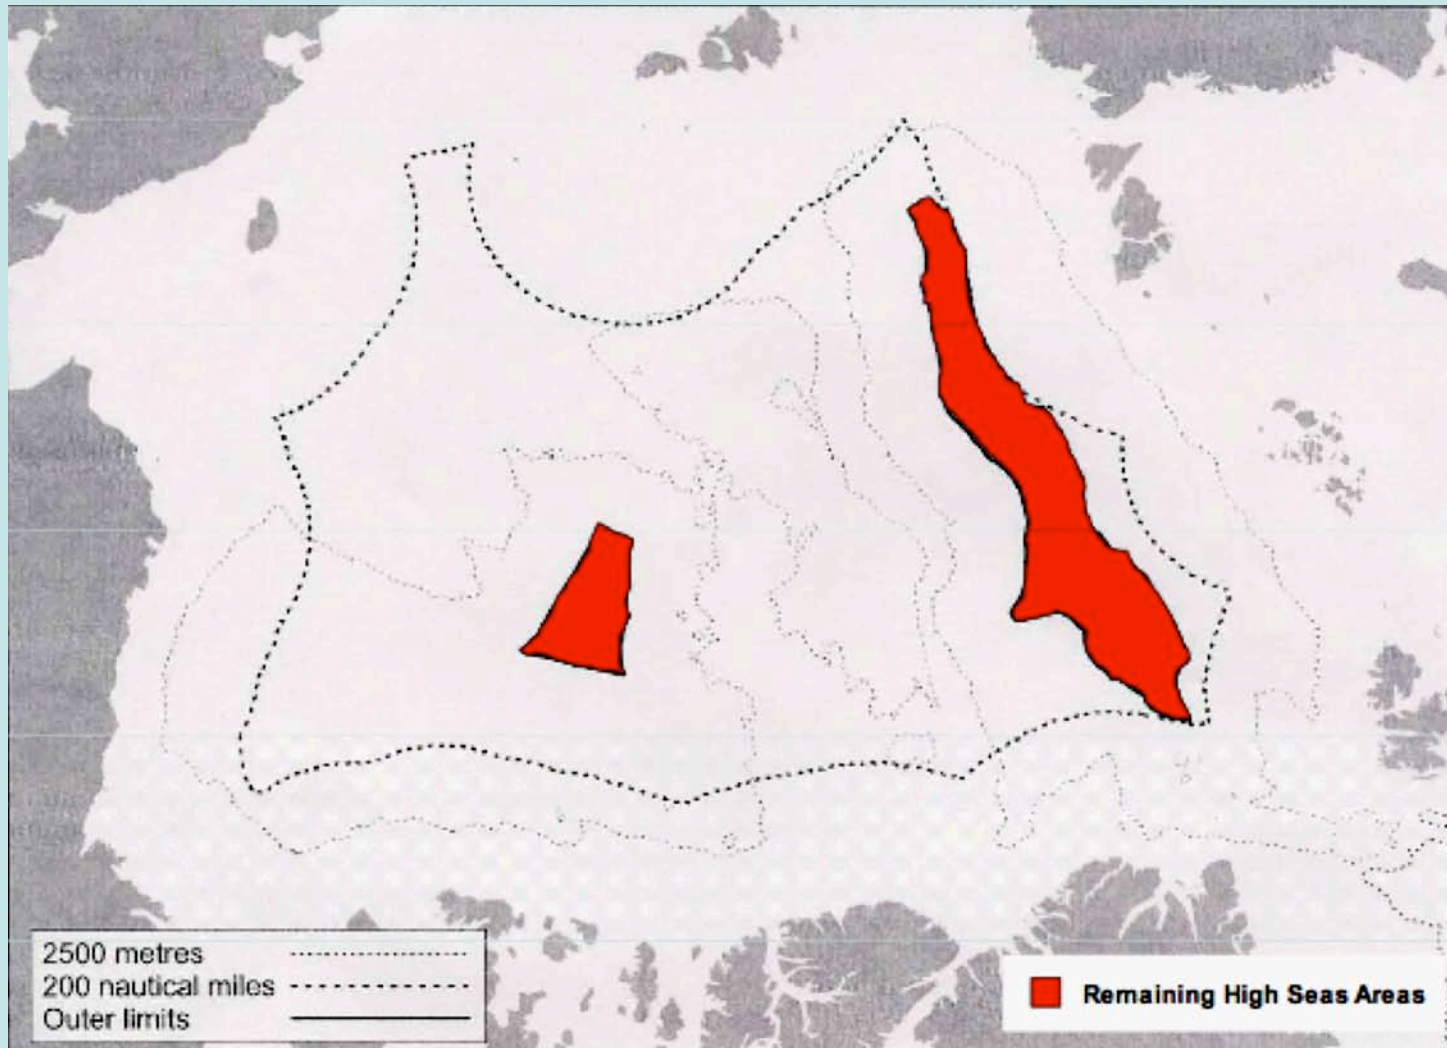 2500 metres
200 nautical miles
Outer limits
Remaining High Seas Areas